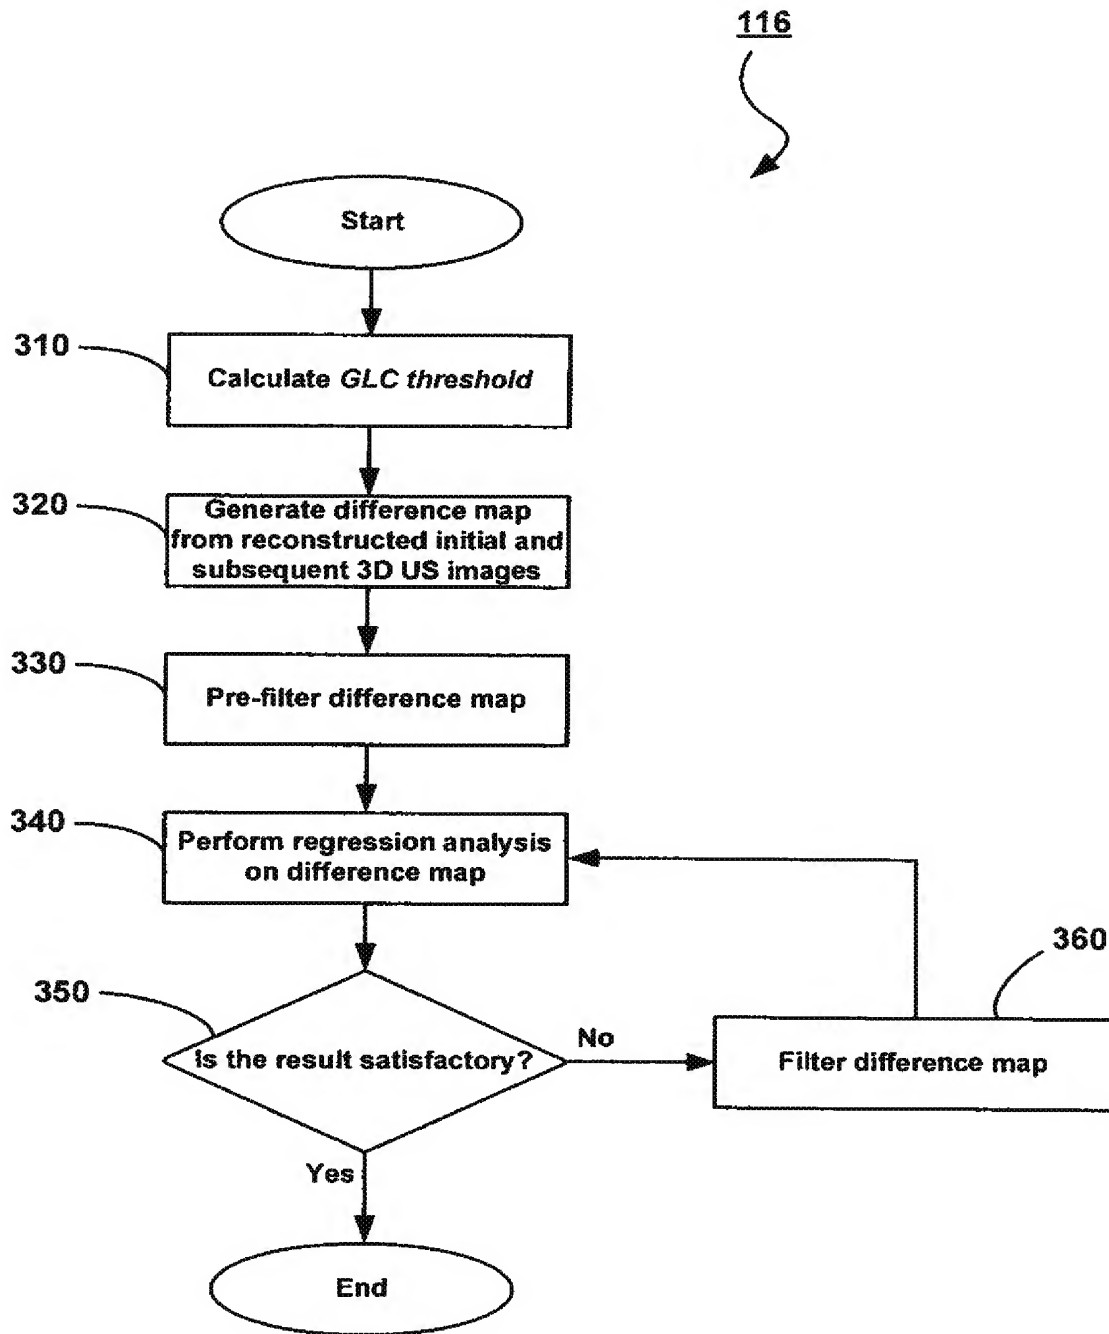 116
Start
310
Calculate GLC threshold
320
Generate difference map
from reconstructed initial and
subsequent 3D US images
330
Pre-filter difference map
340
Perform regression analysis
on difference map
350
Is the result satisfactory?
No
360
Filter difference map
Yes
End